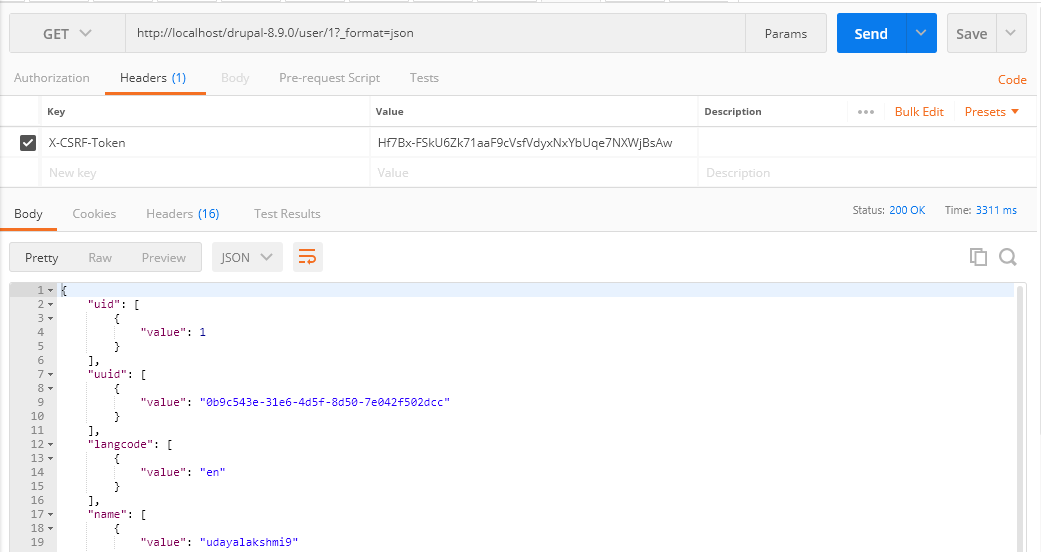 GET http://localhost/drupal-8.9.0/user/1?_format=json Params Send Save
Authorization Headers (1) Body Pre-request Script Tests Code
Key Value Description ••• Bulk Edit Presets
X-CSRF-Token Hf7Bx-FSkU6Zk71aaF9cVsfVdyxNxYbUqe7NXWjBsAw
New key Value Description
Body Cookies Headers (16) Test Results Status: 200 OK Time: 3311 ms
Pretty Raw Preview JSON
1 {
2 "uid": [
3 {
4 "value": 1
5 }
6 ],
7 "uuid": [
8 {
9 "value": "0b9c543e-31e6-4d5f-8d50-7e042f502dcc"
10 }
11 ],
12 "langcode": [
13 {
14 "value": "en"
15 }
16 ],
17 "name": [
18 {
19 "value": "udayalakshmi9"